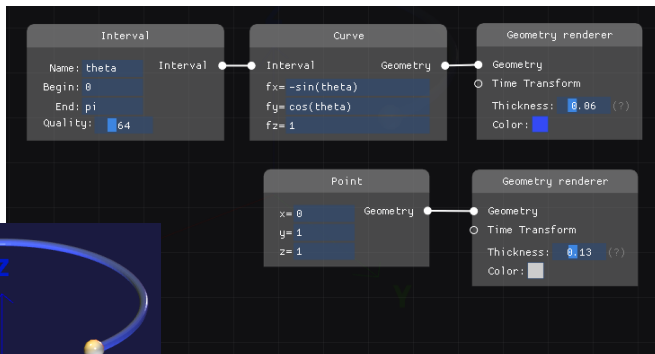 Interval
Name: theta
Interval
Begin: 0
End: pi
Quality: 64
Curve
Interval
Geometry
fx= -sin(theta)
fy= cos(theta)
fz= 1
Geometry renderer
Geometry
Time Transform
Thickness: 0.06 (?)
Color:
Point
x= 0
Geometry
y= 1
z= 1
Geometry renderer
Geometry
Time Transform
Thickness: 0.13 (?)
Color:
Z
Y